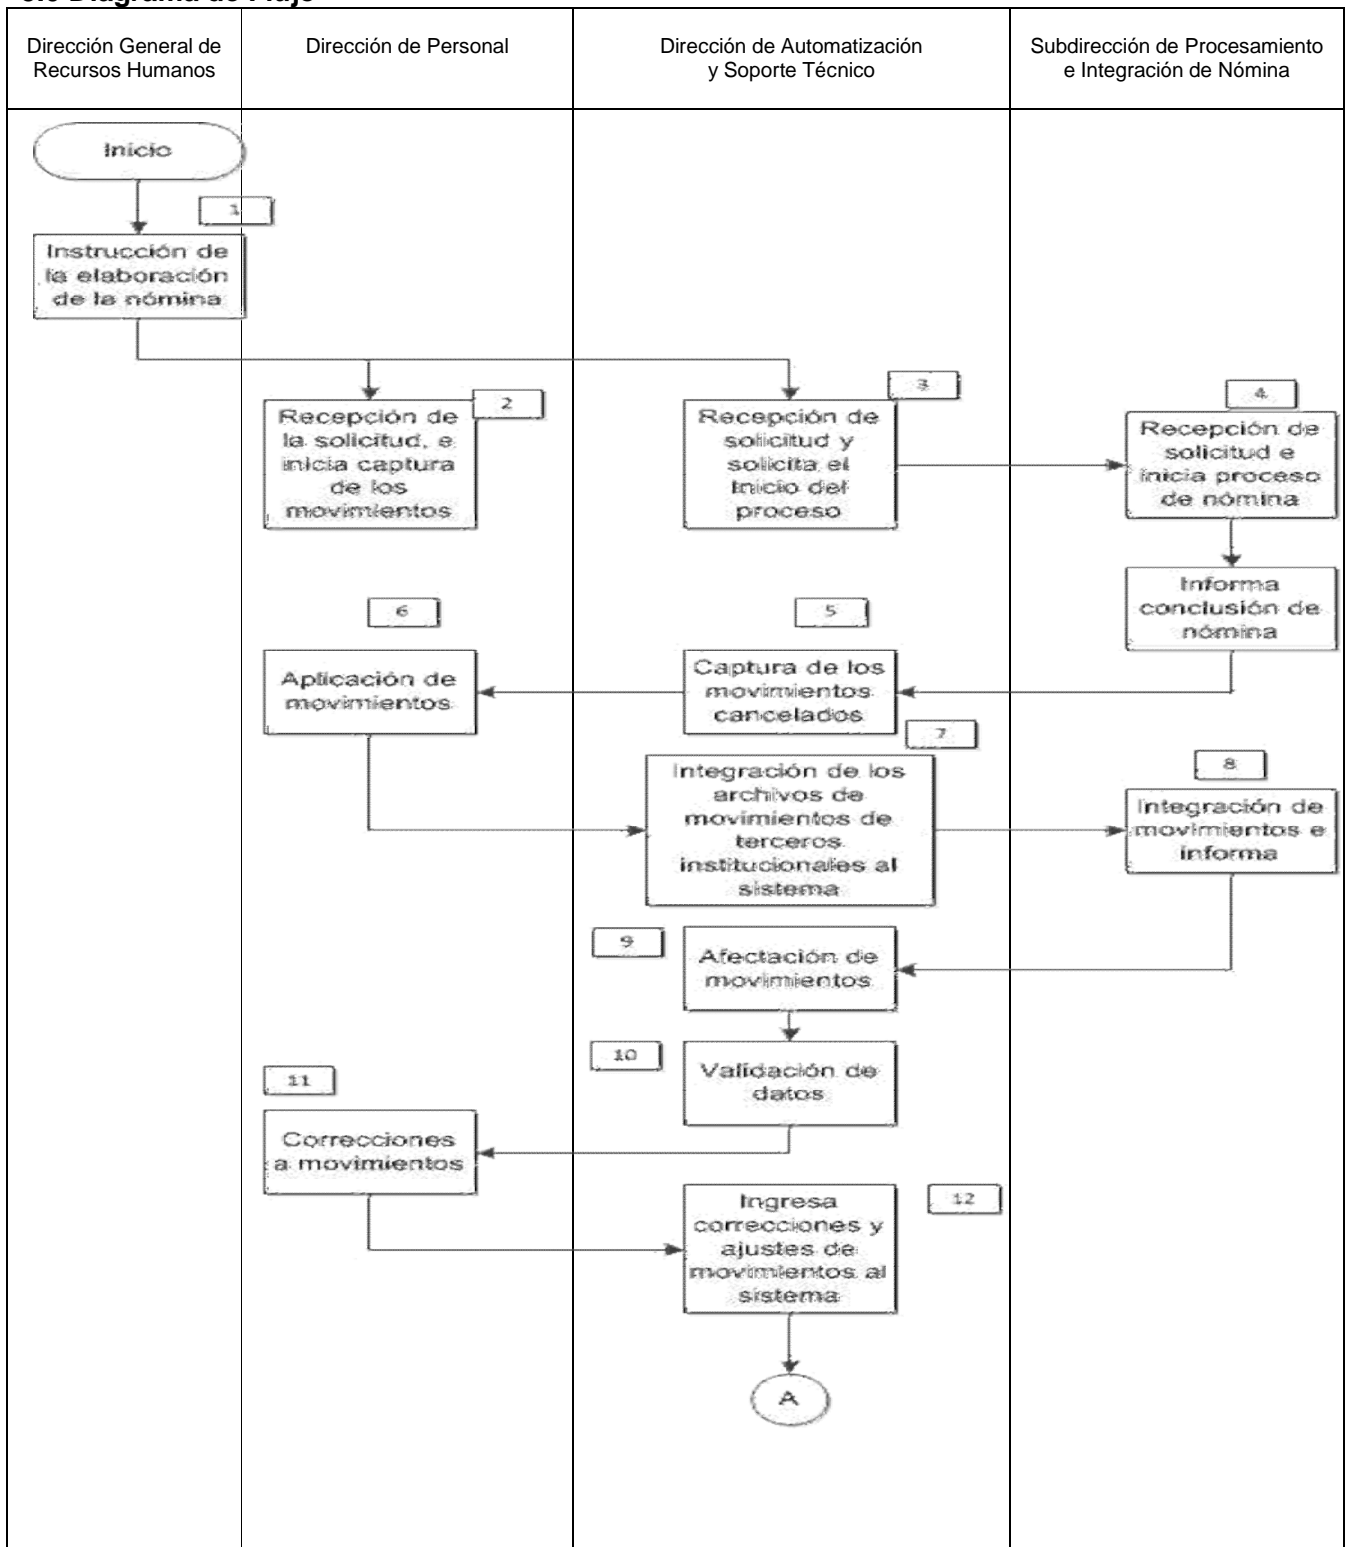 Dirección General de
Recursos Humanos
Dirección de Personal
Dirección de Automatización
y Soporte Técnico
Subdirección de Procesamiento
e Integración de Nómina
Inicio
1
Instrucción de
la elaboración
de la nómina
2
Recepción de
la solicitud, e
inicia captura
de los
movimientos
3
Recepción de
solicitud y
solicita el
Inicio del
proceso
4
Recepción de
solicitud e
inicia proceso
de nómina
Informa
conclusión de
nómina
5
Captura de los
movimientos
cancelados
6
Aplicación de
movimientos
7
Integración de los
archivos de
movimientos de
terceros
institucionales al
sistema
8
Integración de
movimientos e
informa
9
Afectación de
movimientos
10
Validación de
datos
11
Correcciones
a movimientos
12
Ingresa
correcciones y
ajustes de
movimientos al
sistema
A